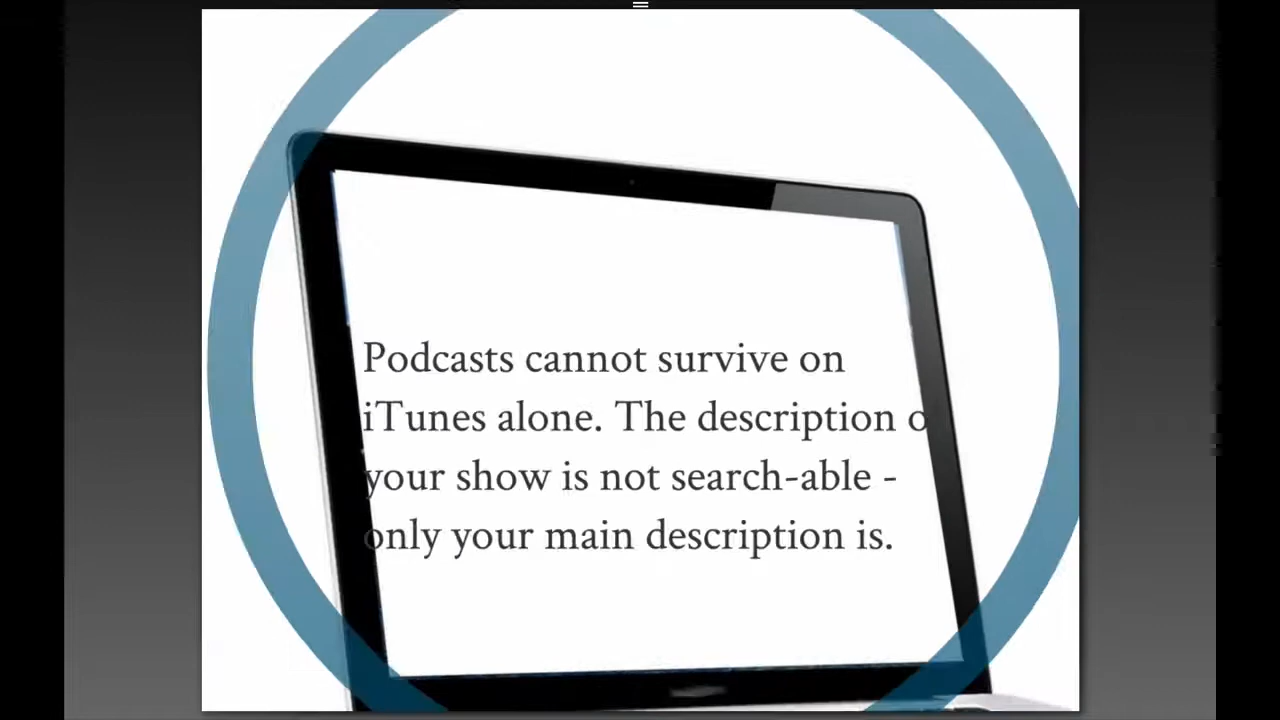 Podcasts cannot survive on
iTunes alone. The description o
your show is not search-able -
only your main description is.